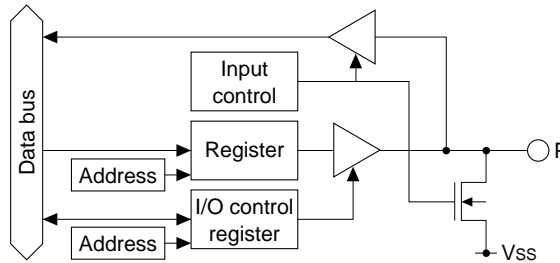 Data bus
Input
control
Register
Address
I/O control
register
Address
VSS